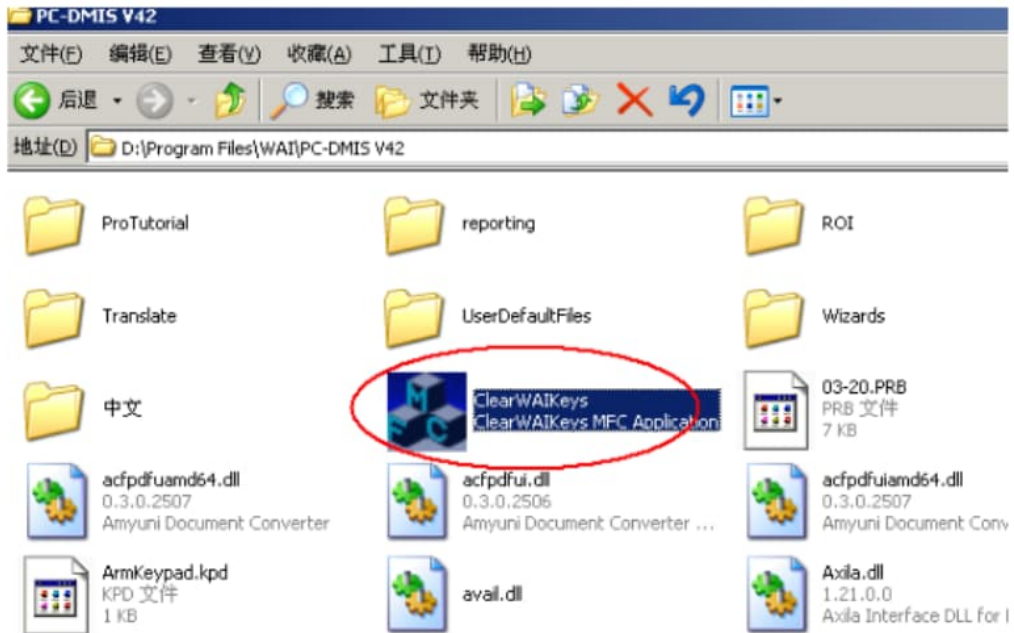 PC-DMIS V42
文件(F) 编辑(E) 查看(V) 收藏(A) 工具(T) 帮助(H)
后退 搜索 文件夹
地址(D) D:\Program Files\WAI\PC-DMIS V42
ProTutorial
reporting
ROI
Translate
UserDefaultFiles
Wizards
中文
ClearWAIKeys
ClearWAIKeys MFC Application
03-20.PRB
PRB 文件
7 KB
acfpdfuamd64.dll
0.3.0.2507
Amyuni Document Converter
acfpdfui.dll
0.3.0.2506
Amyuni Document Converter ...
acfpdfuiamd64.dll
0.3.0.2507
Amyuni Document Conv
ArmKeypad.kpd
KPD 文件
1 KB
avail.dll
Axila.dll
1.21.0.0
Axila Interface DLL for
M
F
C